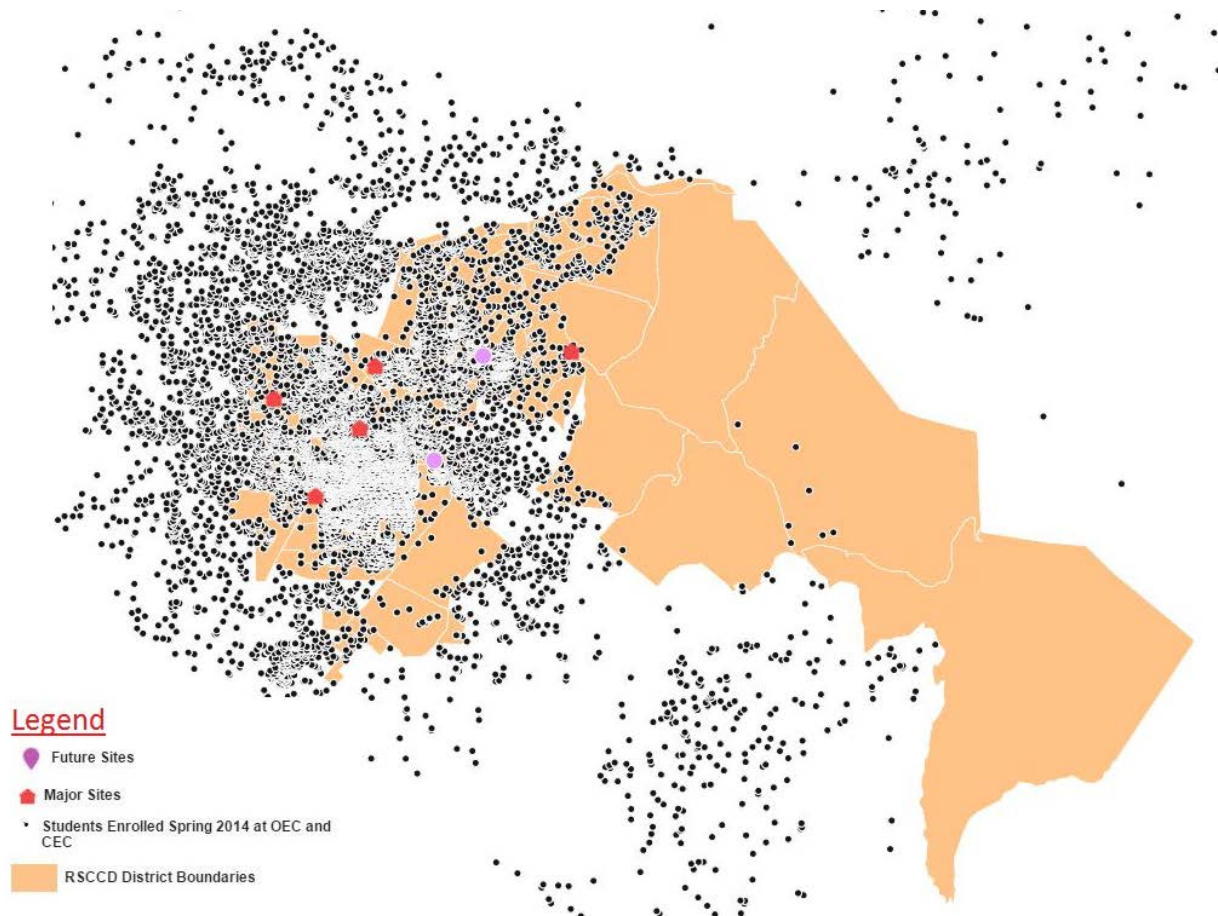 Legend
Future Sites
Major Sites
Students Enrolled Spring 2014 at OEC and
CEC
RSCCD District Boundaries